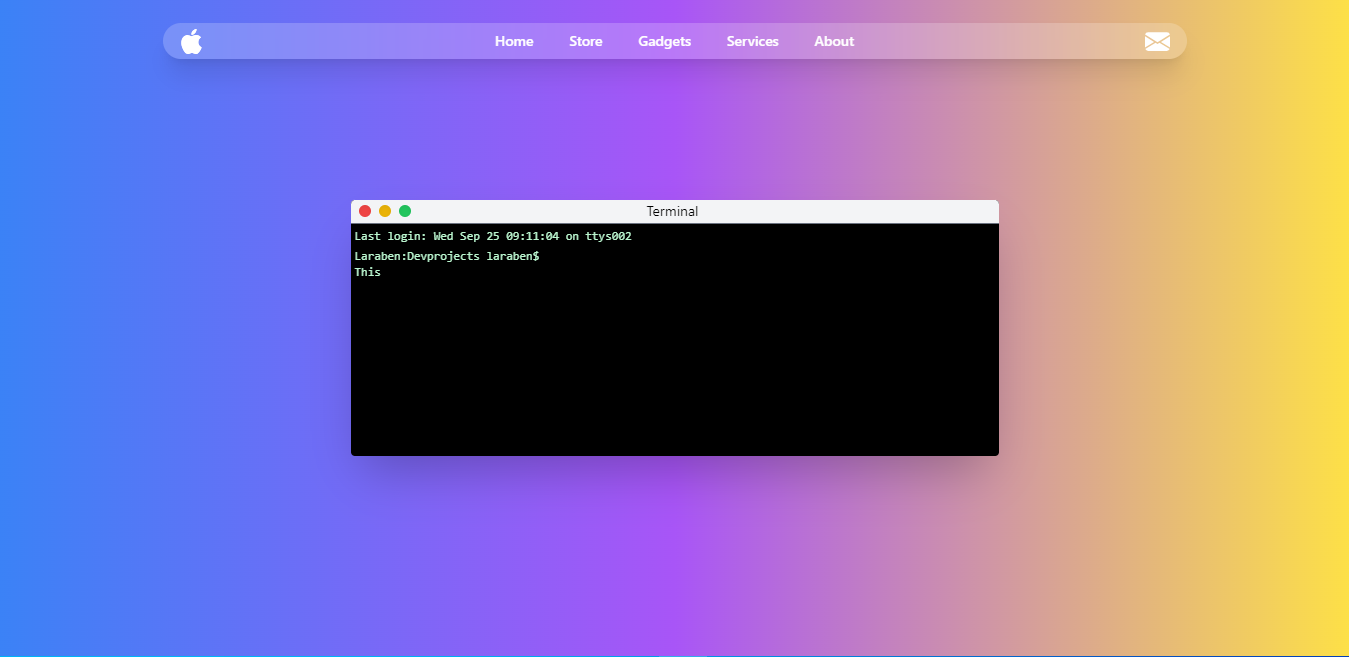 Home Store Gadgets Services About
Terminal
Last login: Wed Sep 25 09:11:04 on ttys002
Laraben:Devprojects laraben$
This